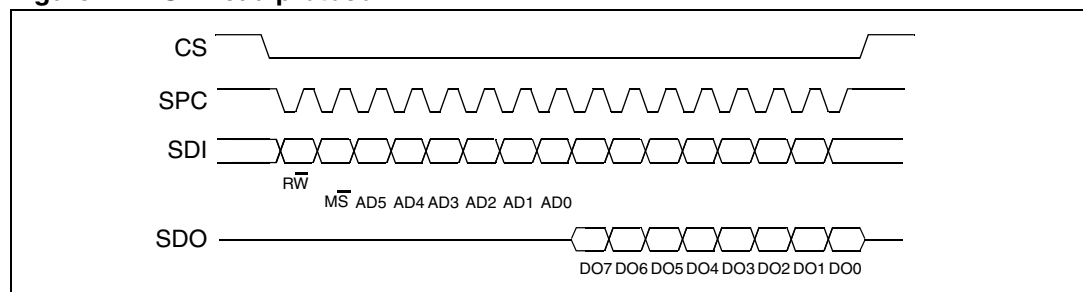 CS
SPC
SDI
RW̅
MS̅ AD5 AD4 AD3 AD2 AD1 AD0
SDO
DO7 DO6 DO5 DO4 DO3 DO2 DO1 DO0